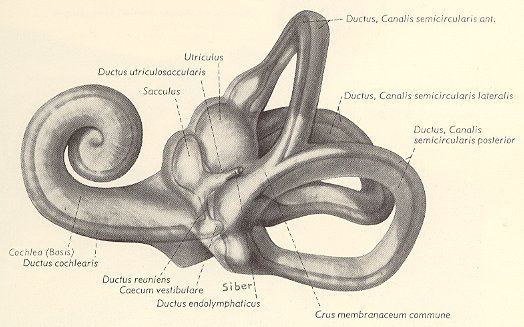 Ductus, Canalis semicircularis ant.
Utriculus
Ductus utriculosaccularis
Sacculus
Ductus, Canalis semicircularis lateralis
Ductus, Canalis
semicircularis posterior
Cochlea (Basis)
Ductus cochlearis
Ductus reuniens
Caecum vestibulare
Siber
Ductus endolymphaticus
Crus membranaceum commune